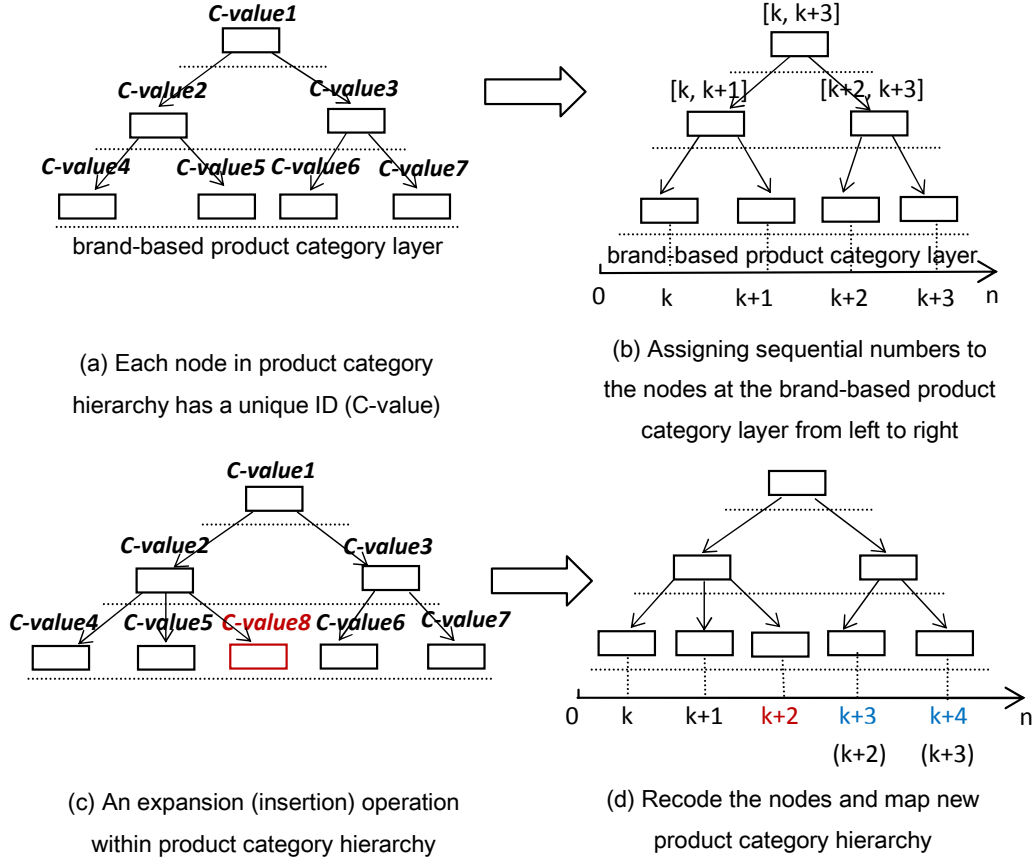 C-value1
C-value2
C-value3
C-value4
C-value5
C-value6
C-value7
brand-based product category layer
(a) Each node in product category
hierarchy has a unique ID (C-value)
[k, k+3]
[k, k+1]
[k+2, k+3]
brand-based product category layer
0
k
k+1
k+2
k+3
n
(b) Assigning sequential numbers to
the nodes at the brand-based product
category layer from left to right
C-value1
C-value2
C-value3
C-value4
C-value5
C-value8
C-value6
C-value7
(c) An expansion (insertion) operation
within product category hierarchy
0
k
k+1
k+2
k+3
k+4
n
(k+2)
(k+3)
(d) Recode the nodes and map new
product category hierarchy